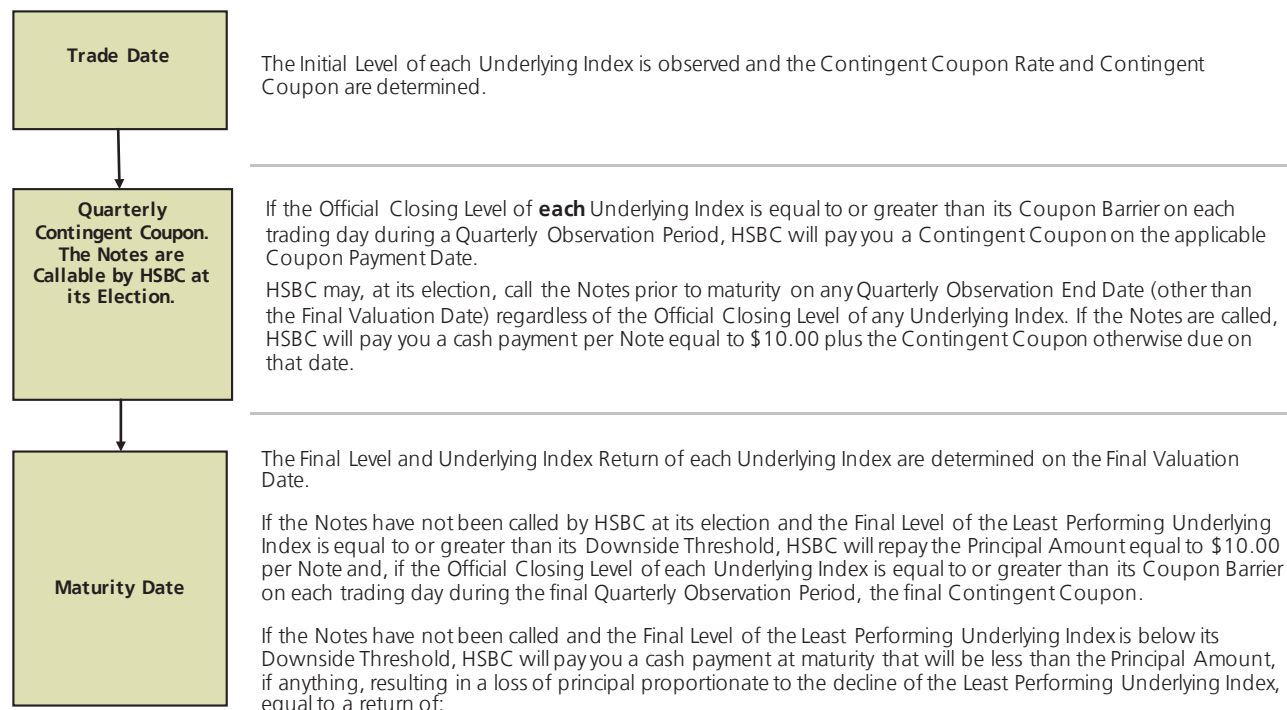 Trade Date
The Initial Level of each Underlying Index is observed and the Contingent Coupon Rate and Contingent
Coupon are determined.
Quarterly
Contingent Coupon.
The Notes are
Callable by HSBC at
its Election.
If the Official Closing Level of each Underlying Index is equal to or greater than its Coupon Barrier on each
trading day during a Quarterly Observation Period, HSBC will pay you a Contingent Coupon on the applicable
Coupon Payment Date.
HSBC may, at its election, call the Notes prior to maturity on any Quarterly Observation End Date (other than
the Final Valuation Date) regardless of the Official Closing Level of any Underlying Index. If the Notes are called,
HSBC will pay you a cash payment per Note equal to $10.00 plus the Contingent Coupon otherwise due on
that date.
Maturity Date
The Final Level and Underlying Index Return of each Underlying Index are determined on the Final Valuation
Date.
If the Notes have not been called by HSBC at its election and the Final Level of the Least Performing Underlying
Index is equal to or greater than its Downside Threshold, HSBC will repay the Principal Amount equal to $10.00
per Note and, if the Official Closing Level of each Underlying Index is equal to or greater than its Coupon Barrier
on each trading day during the final Quarterly Observation Period, the final Contingent Coupon.
If the Notes have not been called and the Final Level of the Least Performing Underlying Index is below its
Downside Threshold, HSBC will pay you a cash payment at maturity that will be less than the Principal Amount,
if anything, resulting in a loss of principal proportionate to the decline of the Least Performing Underlying Index,
equal to a return of: